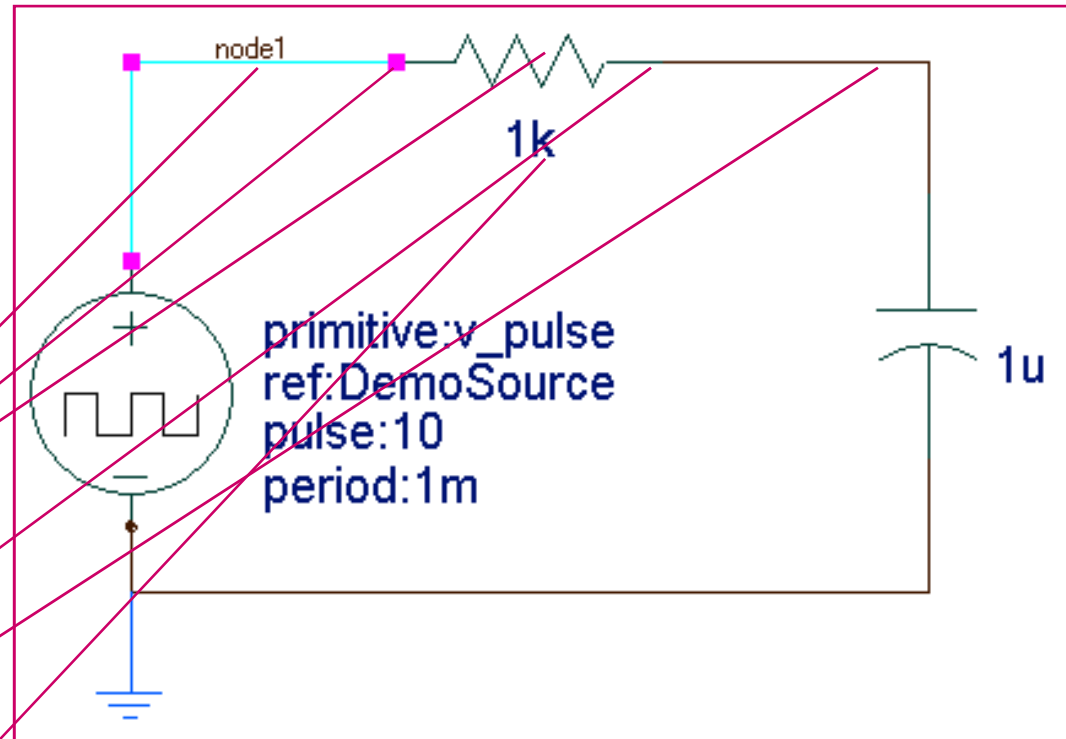 node1
1k
primitive:v_pulse
ref:DemoSource
pulse:10
period:1m
1u